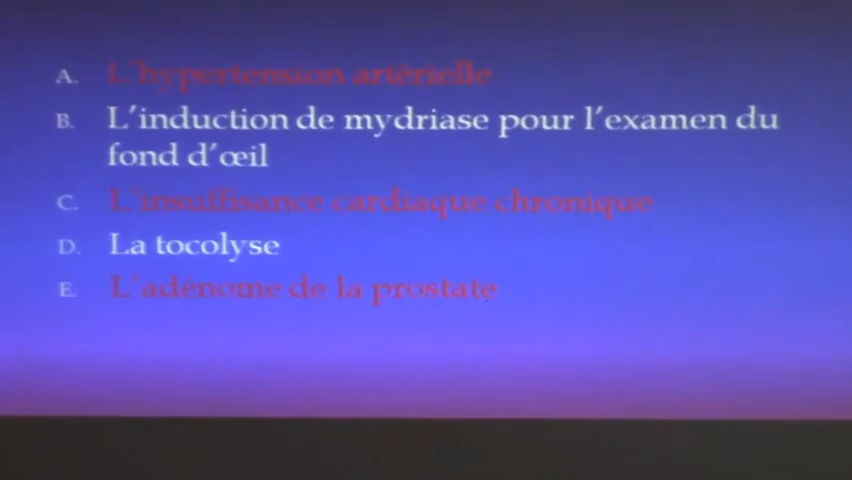 A. L'hypertension artérielle
B. L'induction de mydriase pour l'examen du
fond d'œil
C. L'insuffisance cardiaque chronique
D. La tocolyse
E. L'adénome de la prostate